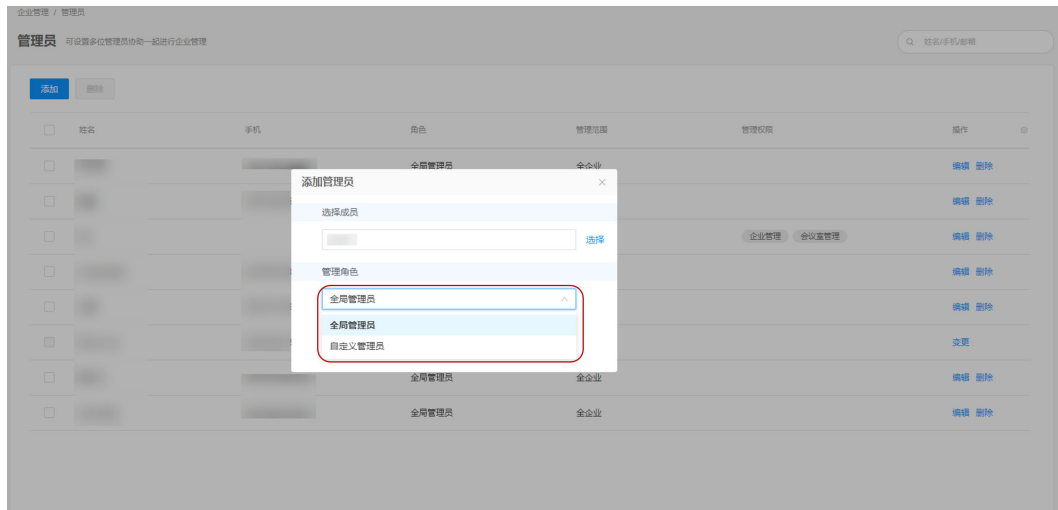 企业管理 / 管理员
管理员 可设置多位管理员协助一起进行企业管理
姓名/手机/邮箱
添加 删除
姓名 手机 角色 管理范围 管理权限 操作
全局管理员 全企业 编辑 删除
添加管理员
选择成员
编辑 删除
选择
企业管理 会议室管理 编辑 删除
管理角色
编辑 删除
全局管理员
编辑 删除
全局管理员
自定义管理员
变更
全局管理员 全企业 编辑 删除
全局管理员 全企业 编辑 删除